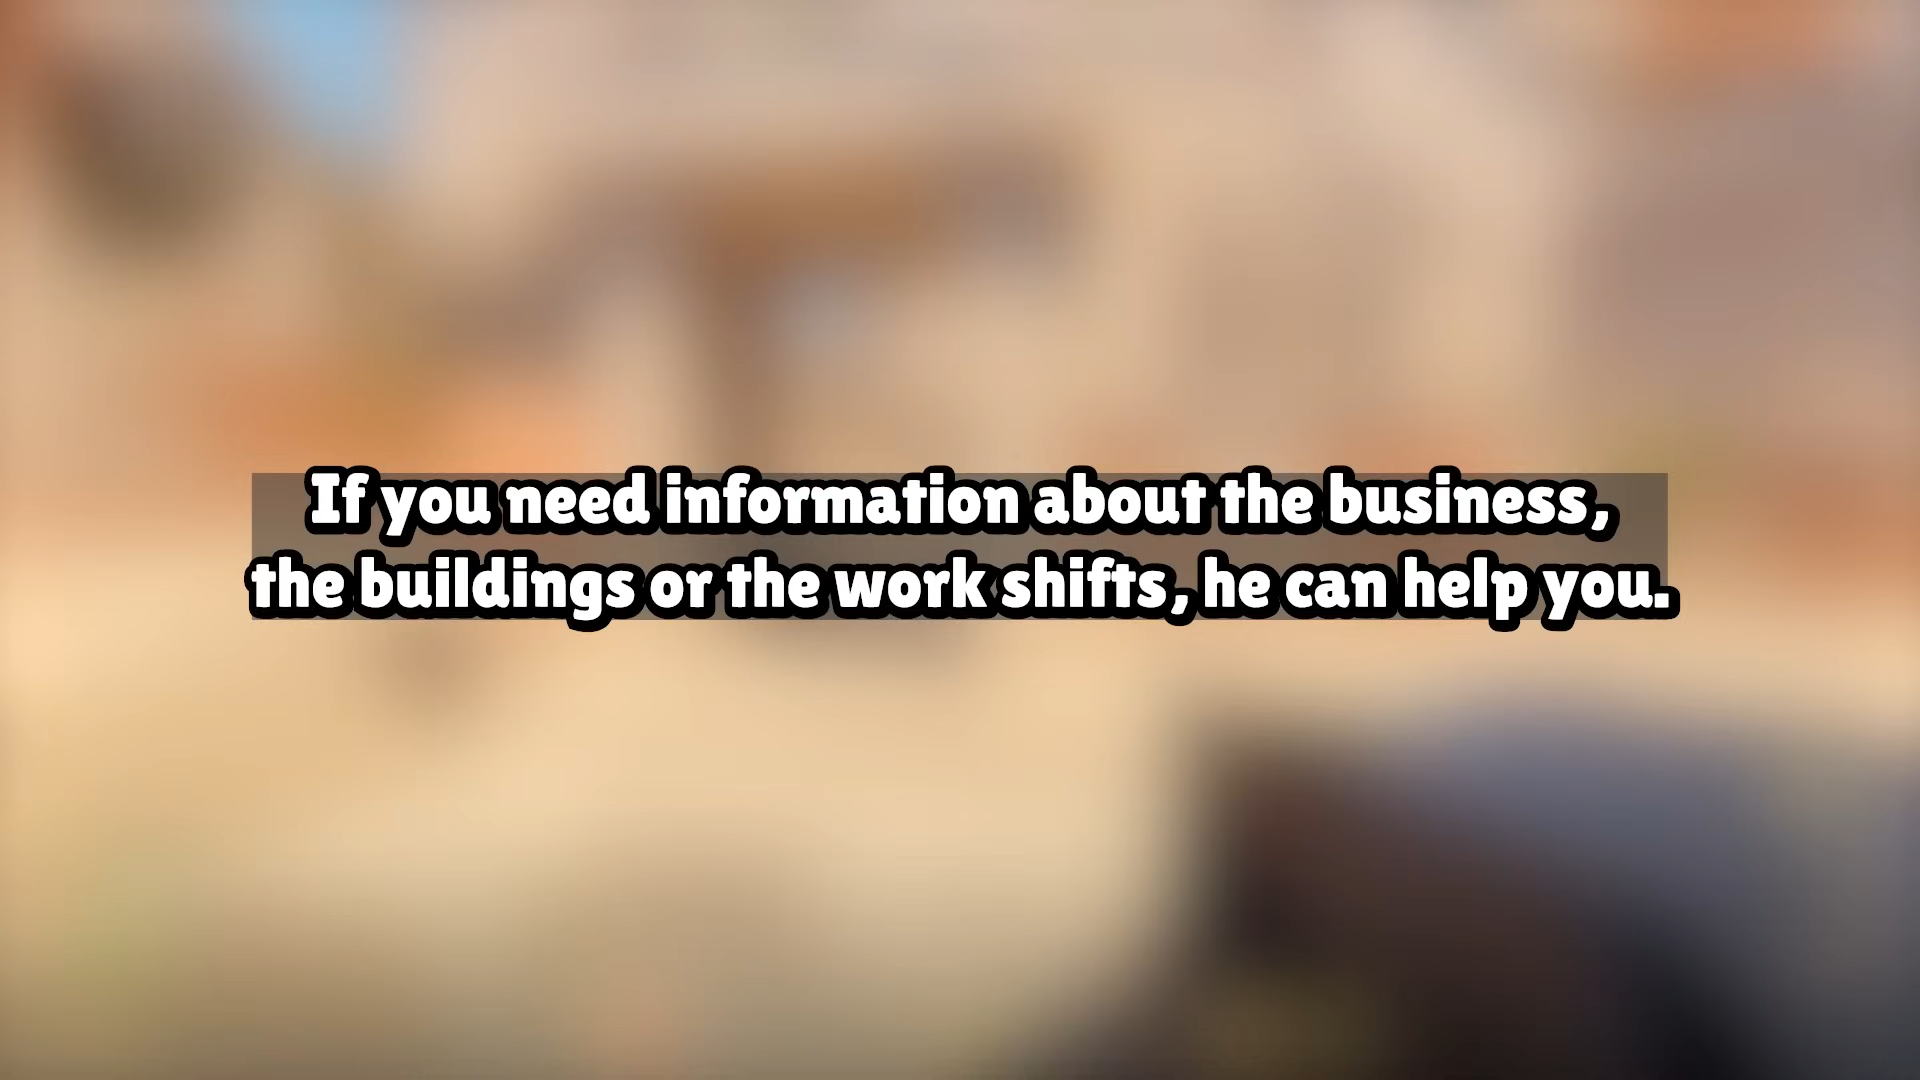 If you need information about the business,
the buildings or the work shifts, he can help you.